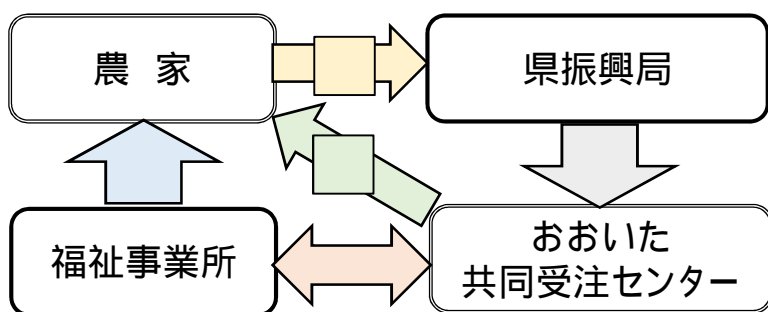 農 家
県振興局
福祉事業所
おおいた
共同受注センター